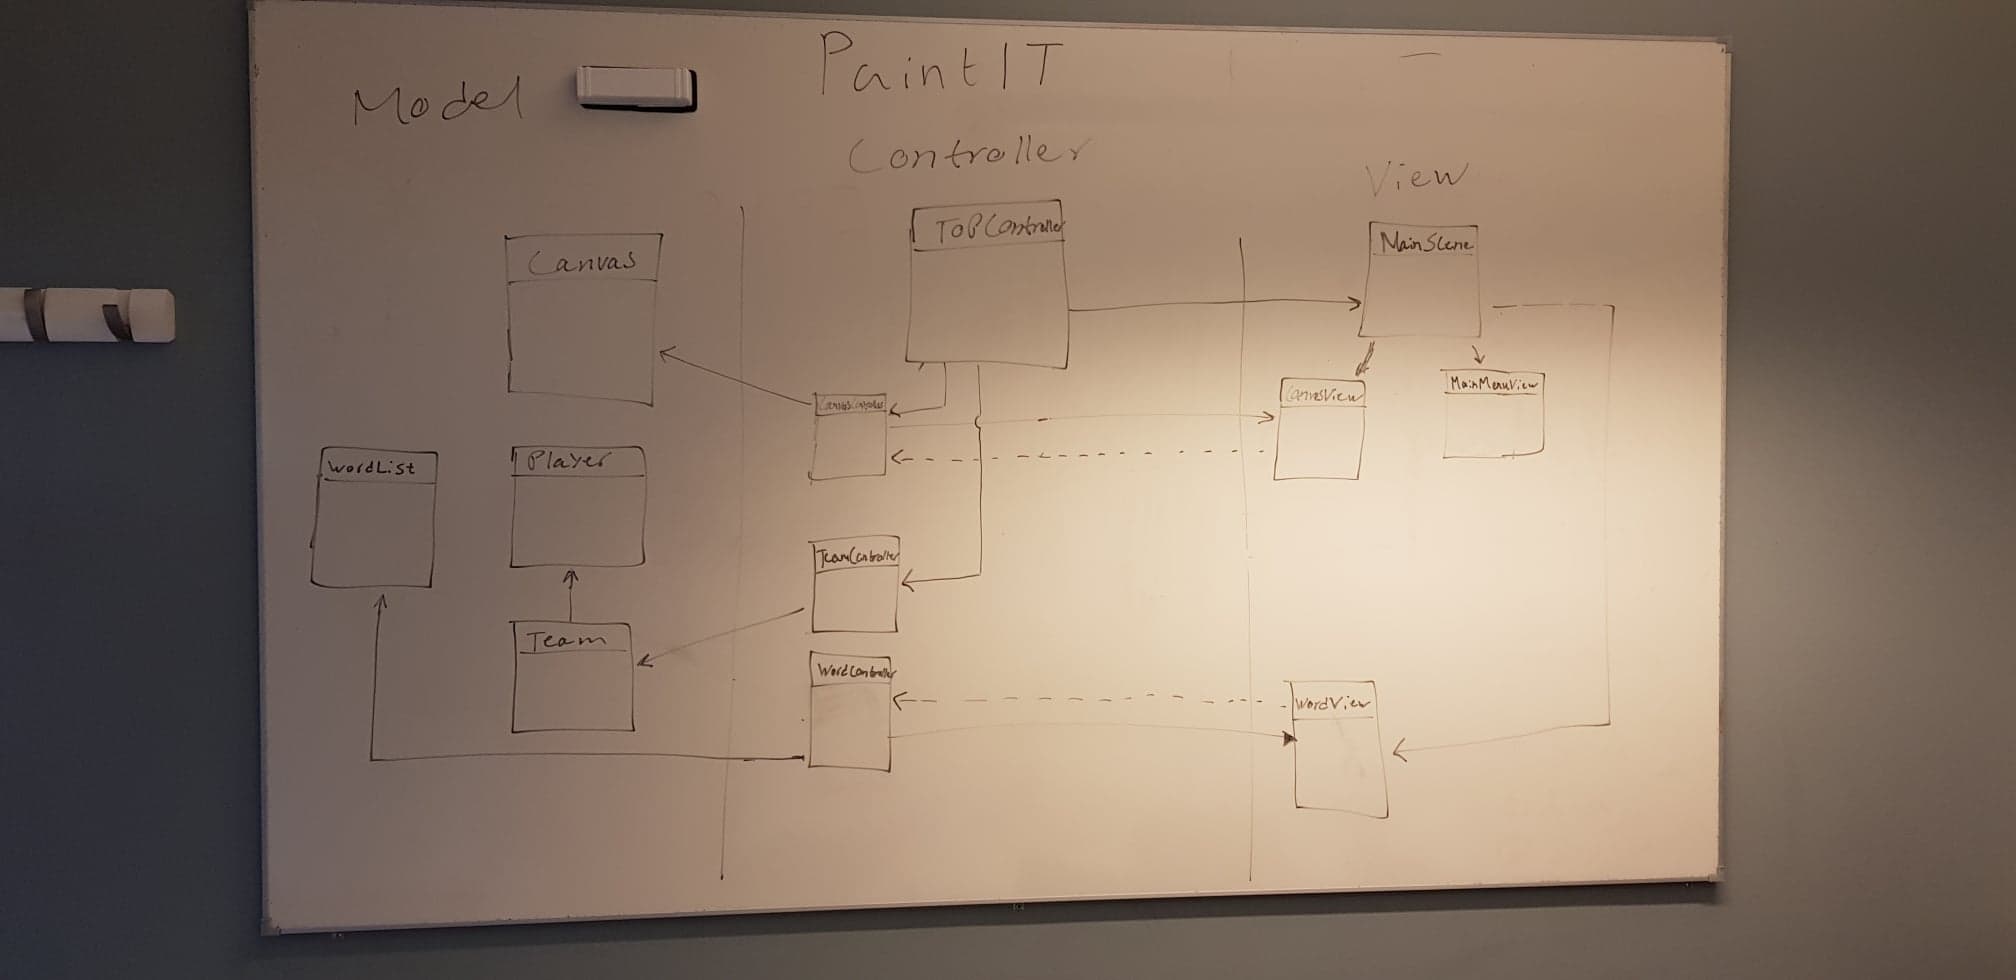 PaintIT
Model
Controller
View
Canvas
TopController
MainScene
CanvasController
CanvasView
MainMenuView
WordList
Player
TeamController
Team
WordController
WordView